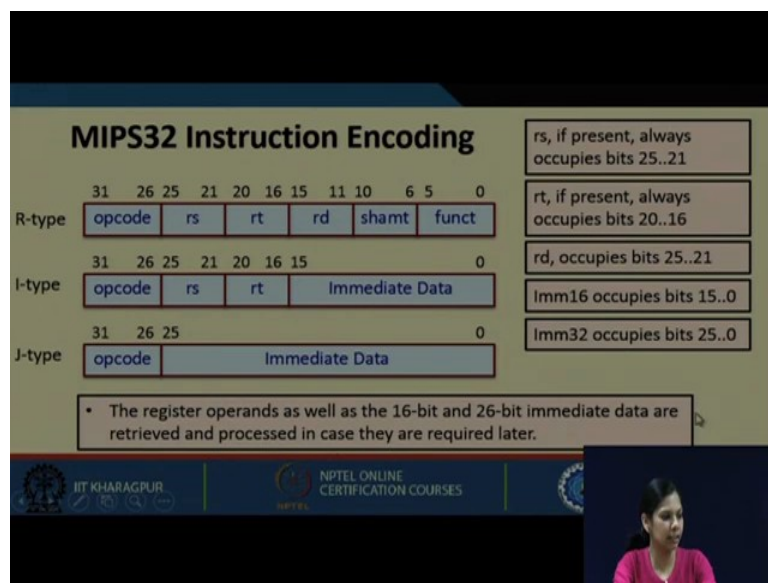 MIPS32 Instruction Encoding
31 26 25 21 20 16 15 11 10 6 5 0
R-type opcode rs rt rd shamt funct
31 26 25 21 20 16 15 0
I-type opcode rs rt Immediate Data
31 26 25 0
J-type opcode Immediate Data
rs, if present, always
occupies bits 25..21
rt, if present, always
occupies bits 20..16
rd, occupies bits 25..21
Imm16 occupies bits 15..0
Imm32 occupies bits 25..0
• The register operands as well as the 16-bit and 26-bit immediate data are
retrieved and processed in case they are required later.
IIT KHARAGPUR
NPTEL
NPTEL ONLINE
CERTIFICATION COURSES